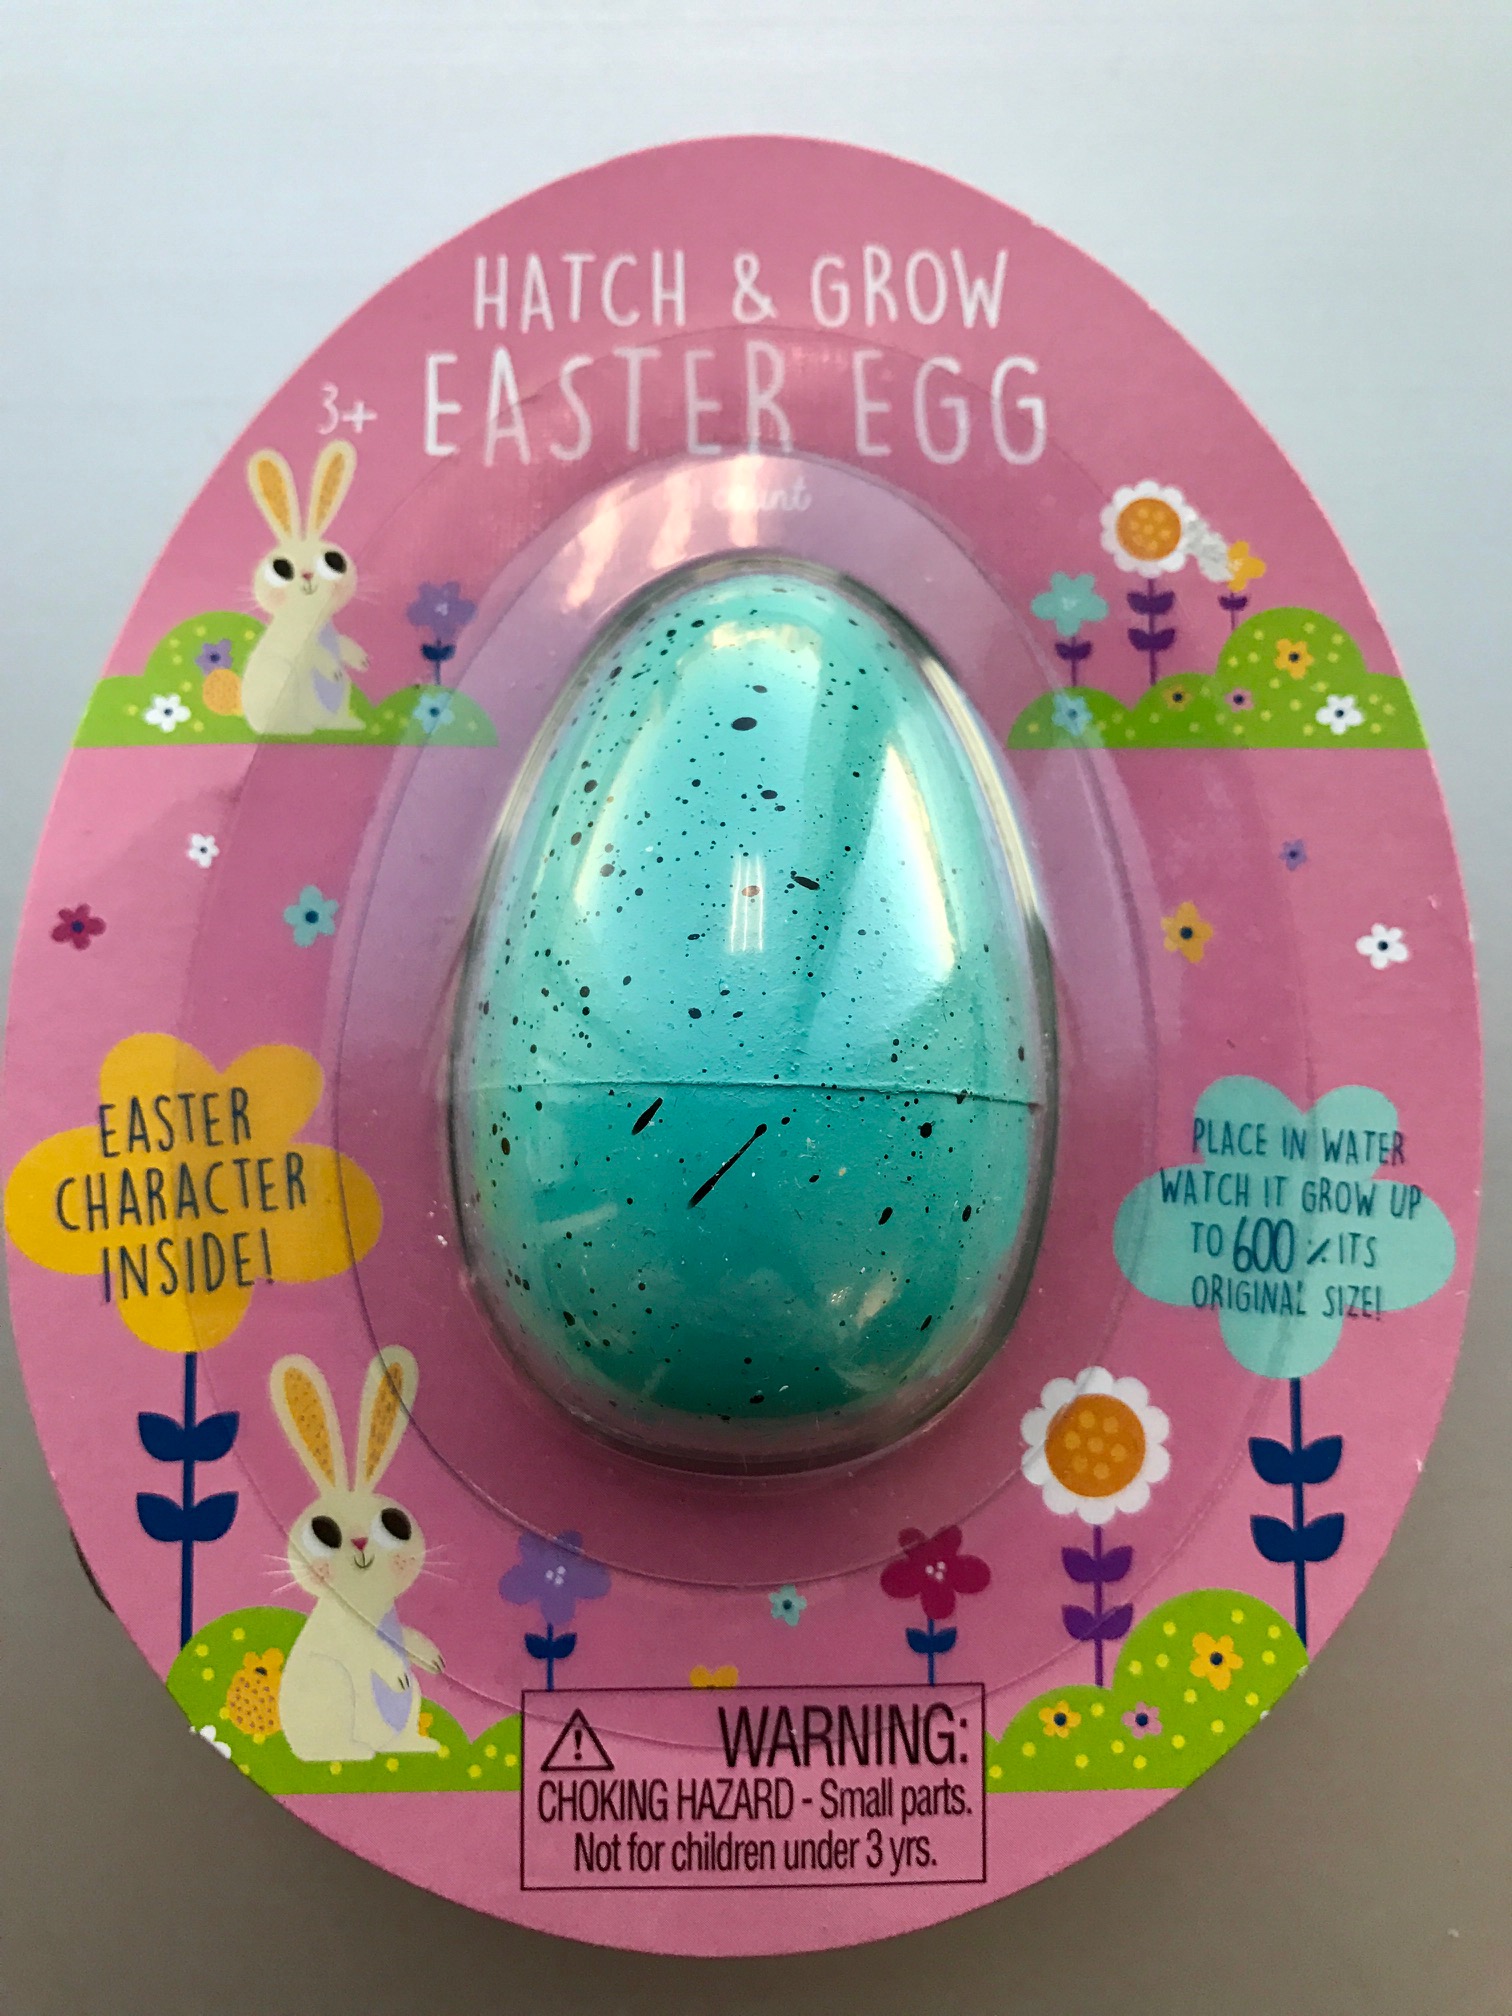 HATCH & GROW
EASTER EGG
3+
EASTER
CHARACTER
INSIDE!
PLACE IN WATER
WATCH IT GROW UP
TO 600% ITS
ORIGINAL SIZE!
WARNING:
CHOKING HAZARD - Small parts.
Not for children under 3 yrs.